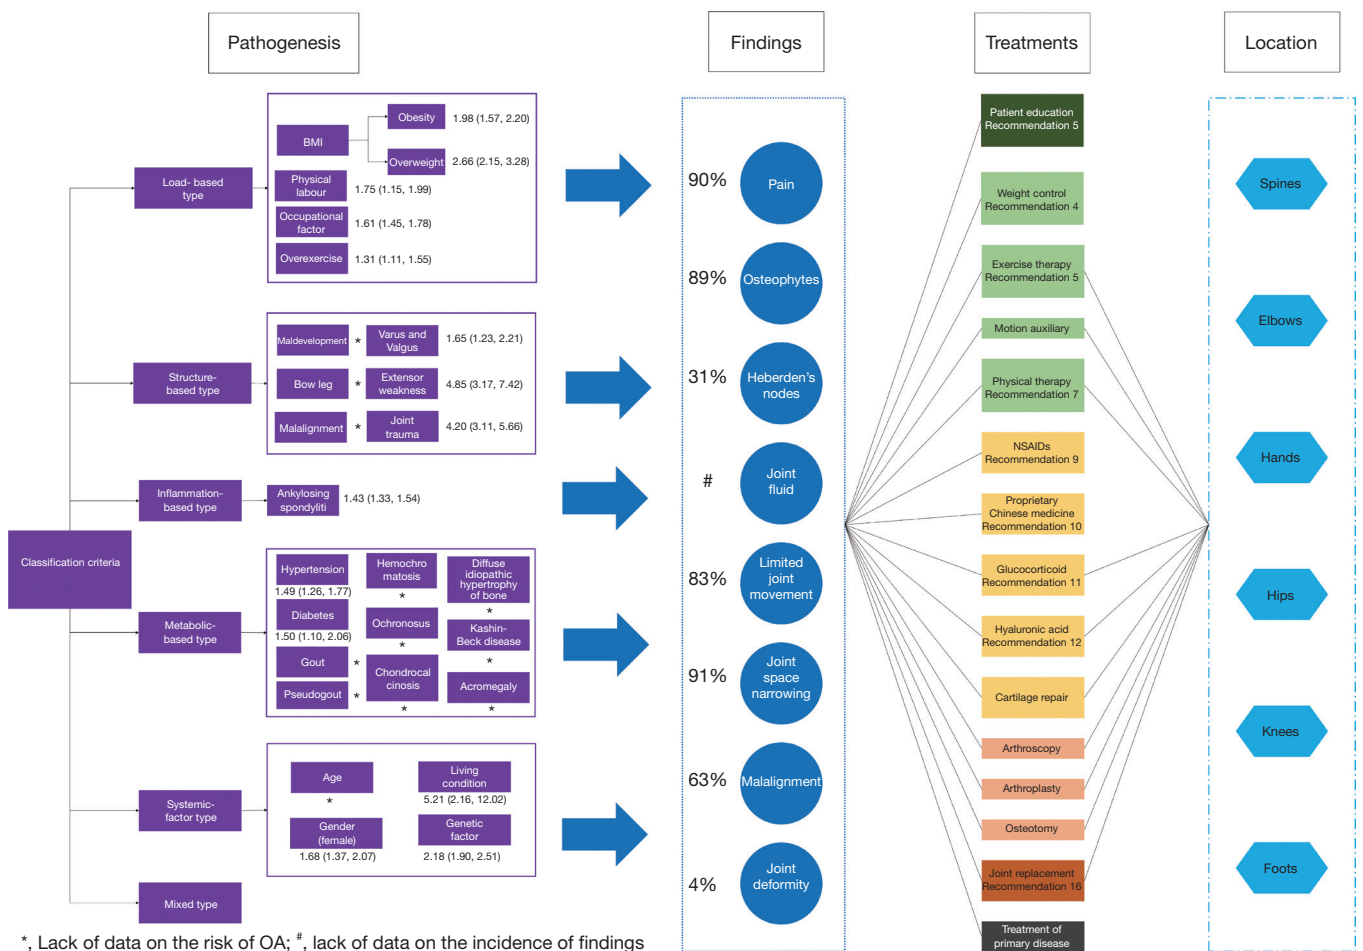 Pathogenesis
Findings
Treatments
Location
Classification criteria
Load- based
type
BMI
Obesity
1.98 (1.57, 2.20)
Overweight
2.66 (2.15, 3.28)
Physical
labour
1.75 (1.15, 1.99)
Occupational
factor
1.61 (1.45, 1.78)
Overexercise
1.31 (1.11, 1.55)
Structure-
based type
Maldevelopment
*
Varus and
Valgus
1.65 (1.23, 2.21)
Bow leg
*
Extensor
weakness
4.85 (3.17, 7.42)
Malalignment
*
Joint
trauma
4.20 (3.11, 5.66)
Inflammation-
based type
Ankylosing
spondyliti
1.43 (1.33, 1.54)
Metabolic-
based type
Hypertension
1.49 (1.26, 1.77)
Diabetes
1.50 (1.10, 2.06)
Gout
*
Pseudogout
*
Hemochro
matosis
*
Ochronosus
*
Chondrocal
cinosis
*
Diffuse
idiopathic
hypertrophy
of bone
*
Kashin-
Beck disease
*
Acromegaly
*
Systemic-
factor type
Age
*
Living
condition
5.21 (2.16, 12.02)
Gender
(female)
1.68 (1.37, 2.07)
Genetic
factor
2.18 (1.90, 2.51)
Mixed type
90%
Pain
89%
Osteophytes
31%
Heberden's
nodes
#
Joint
fluid
83%
Limited
joint
movement
91%
Joint
space
narrowing
63%
Malalignment
4%
Joint
deformity
Patient education
Recommendation 5
Weight control
Recommendation 4
Exercise therapy
Recommendation 5
Motion auxiliary
Physical therapy
Recommendation 7
NSAIDs
Recommendation 9
Proprietary
Chinese medicine
Recommendation 10
Glucocorticoid
Recommendation 11
Hyaluronic acid
Recommendation 12
Cartilage repair
Arthroscopy
Arthroplasty
Osteotomy
Joint replacement
Recommendation 16
Treatment of
primary disease
Spines
Elbows
Hands
Hips
Knees
Foots
*, Lack of data on the risk of OA; #, lack of data on the incidence of findings